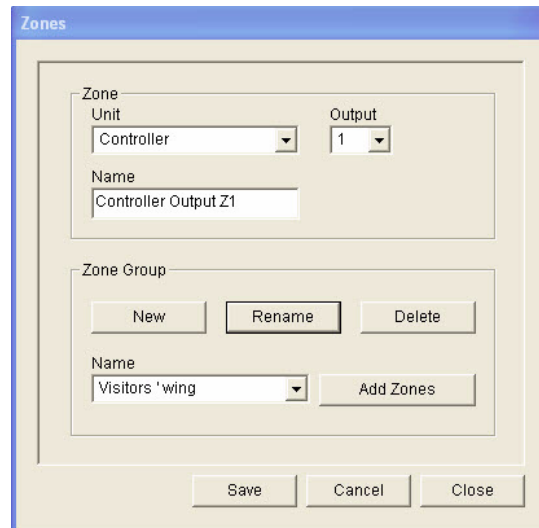 Zones
Zone
Unit Output
Controller 1
Name
Controller Output Z1
Zone Group
New Rename Delete
Name
Visitors 'wing Add Zones
Save Cancel Close